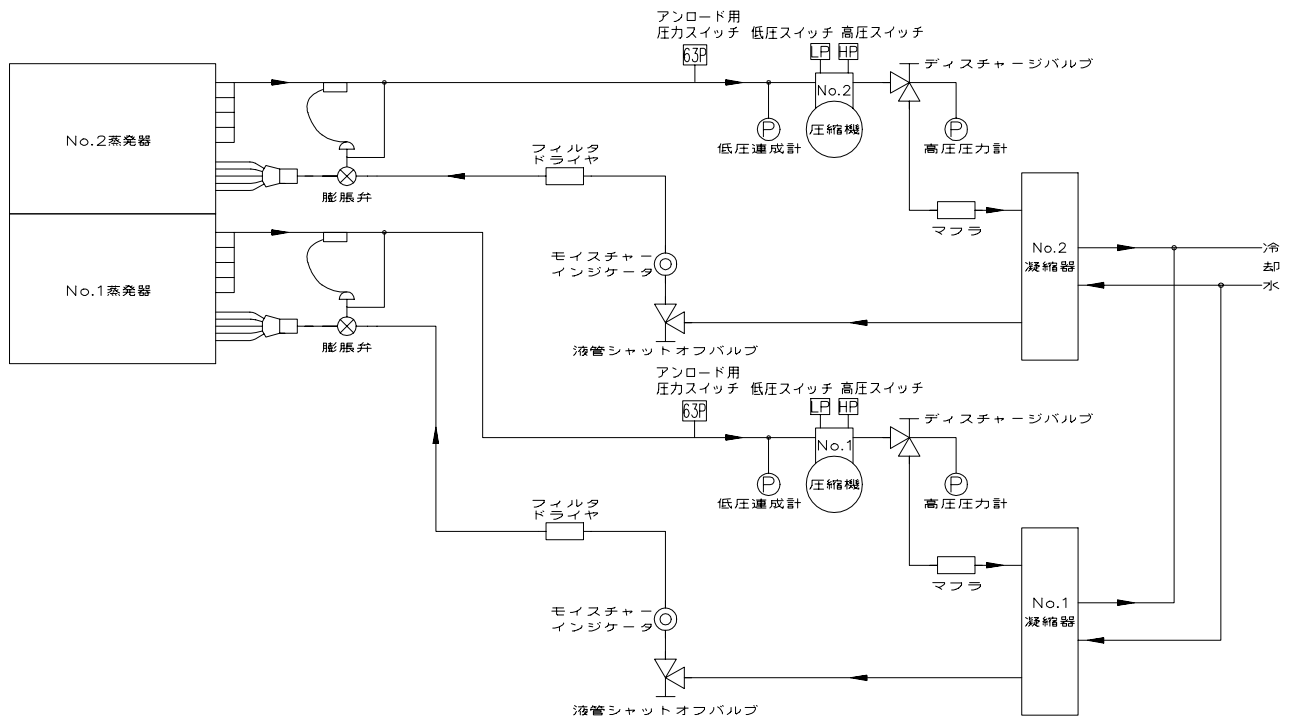 アンロード用
圧力スイッチ 低圧スイッチ 高圧スイッチ
63P
LP
HP
ディスチャージバルブ
No.2
圧縮機
P
低圧連成計
P
高圧圧力計
No.2蒸発器
フィルタ
ドライヤ
膨脹弁
マフラ
No.2
凝縮器
冷
却
水
モイスチャー
インジケータ
液管シャットオフバルブ
No.1蒸発器
膨脹弁
アンロード用
圧力スイッチ 低圧スイッチ 高圧スイッチ
63P
LP
HP
ディスチャージバルブ
No.1
圧縮機
P
低圧連成計
P
高圧圧力計
フィルタ
ドライヤ
マフラ
No.1
凝縮器
モイスチャー
インジケータ
液管シャットオフバルブ